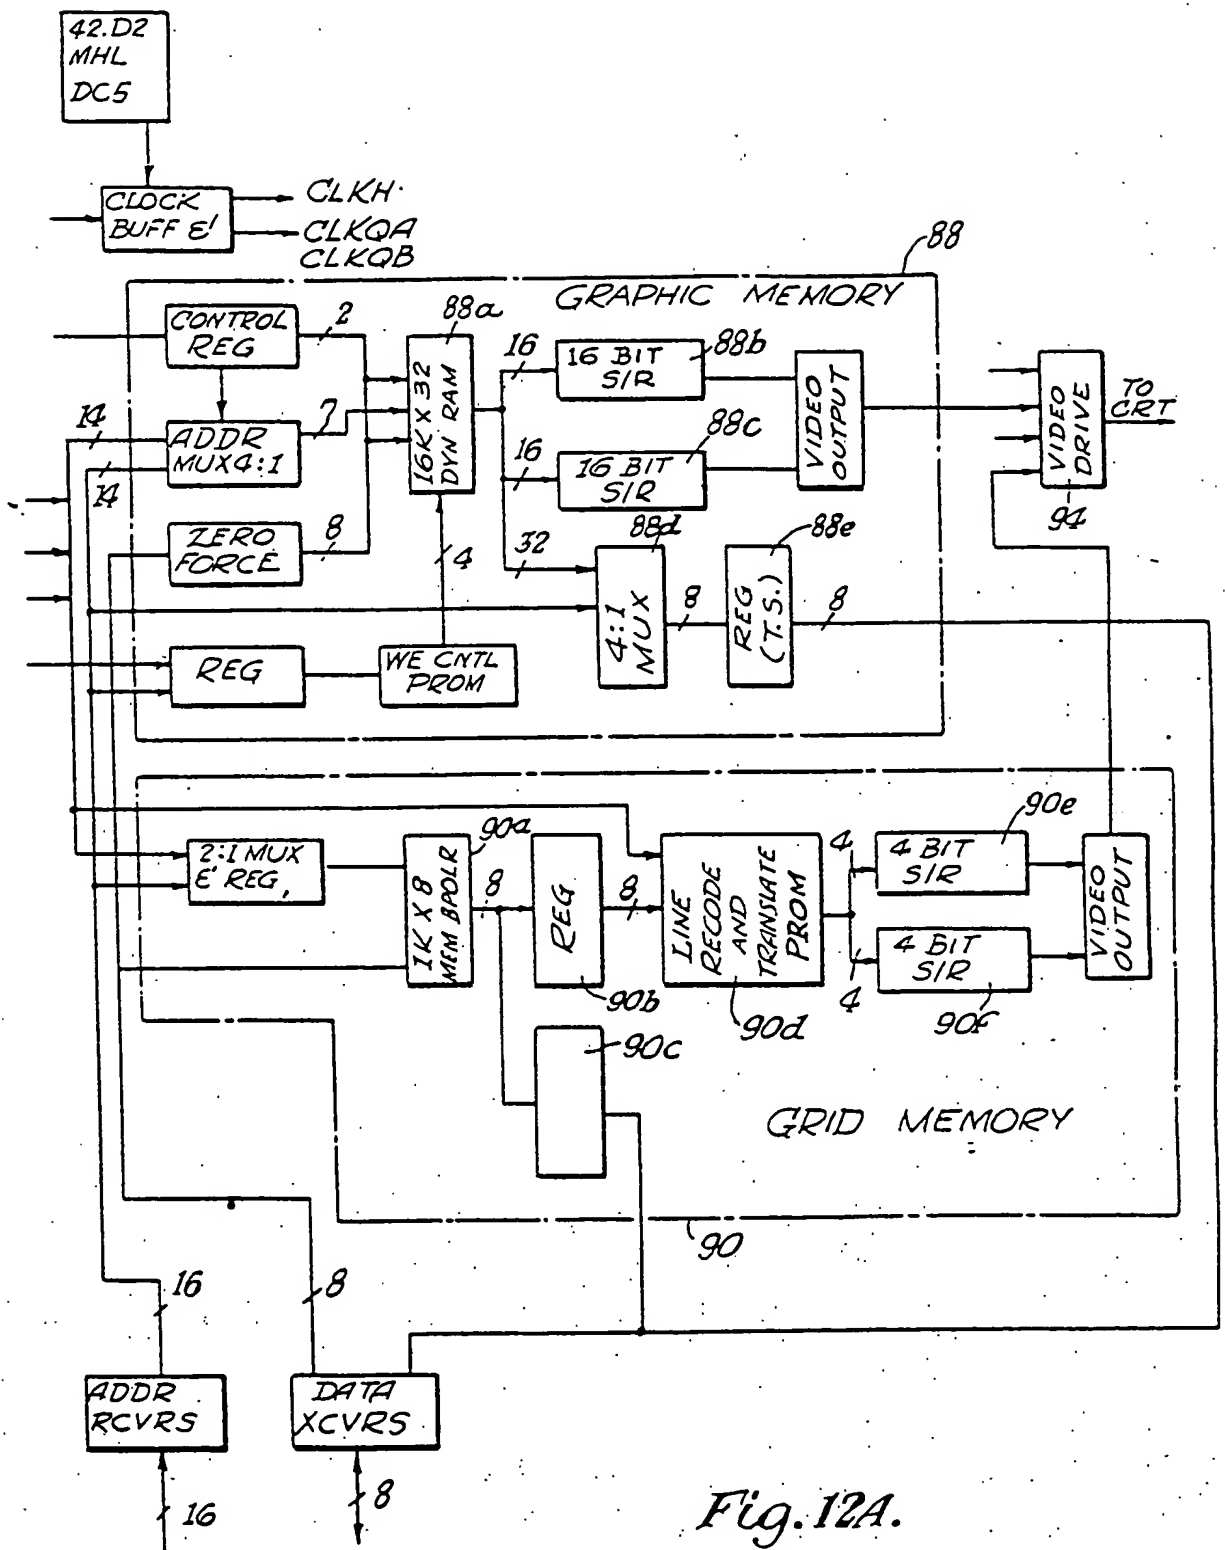 42.D2
MHL
DC5
CLOCK
BUFF E'
CLKH
CLKQA
CLKQB
88
GRAPHIC MEMORY
CONTROL
REG
2
88a
16K X 32
DYN RAM
16
16 BIT
S/R
88b
VIDEO
OUTPUT
VIDEO
DRIVE
94
TO
CRT
14
ADDR
MUX 4:1
7
14
16
16 BIT
S/R
88c
ZERO
FORCE
8
4
32
88d
4:1
MUX
8
88e
REG
(T.S.)
8
REG
WE CNTL
PROM
2:1 MUX
E' REG,
90a
1K X 8
MEM BPOLR
8
REG
90b
8
LINE
RECODE
AND
TRANSLATE
PROM
90d
4
4 BIT
S/R
90e
4
4 BIT
S/R
90f
VIDEO
OUTPUT
90c
GRID MEMORY
90
16
8
ADDR
RCVRS
DATA
XCVRS
16
8
Fig. 12A.